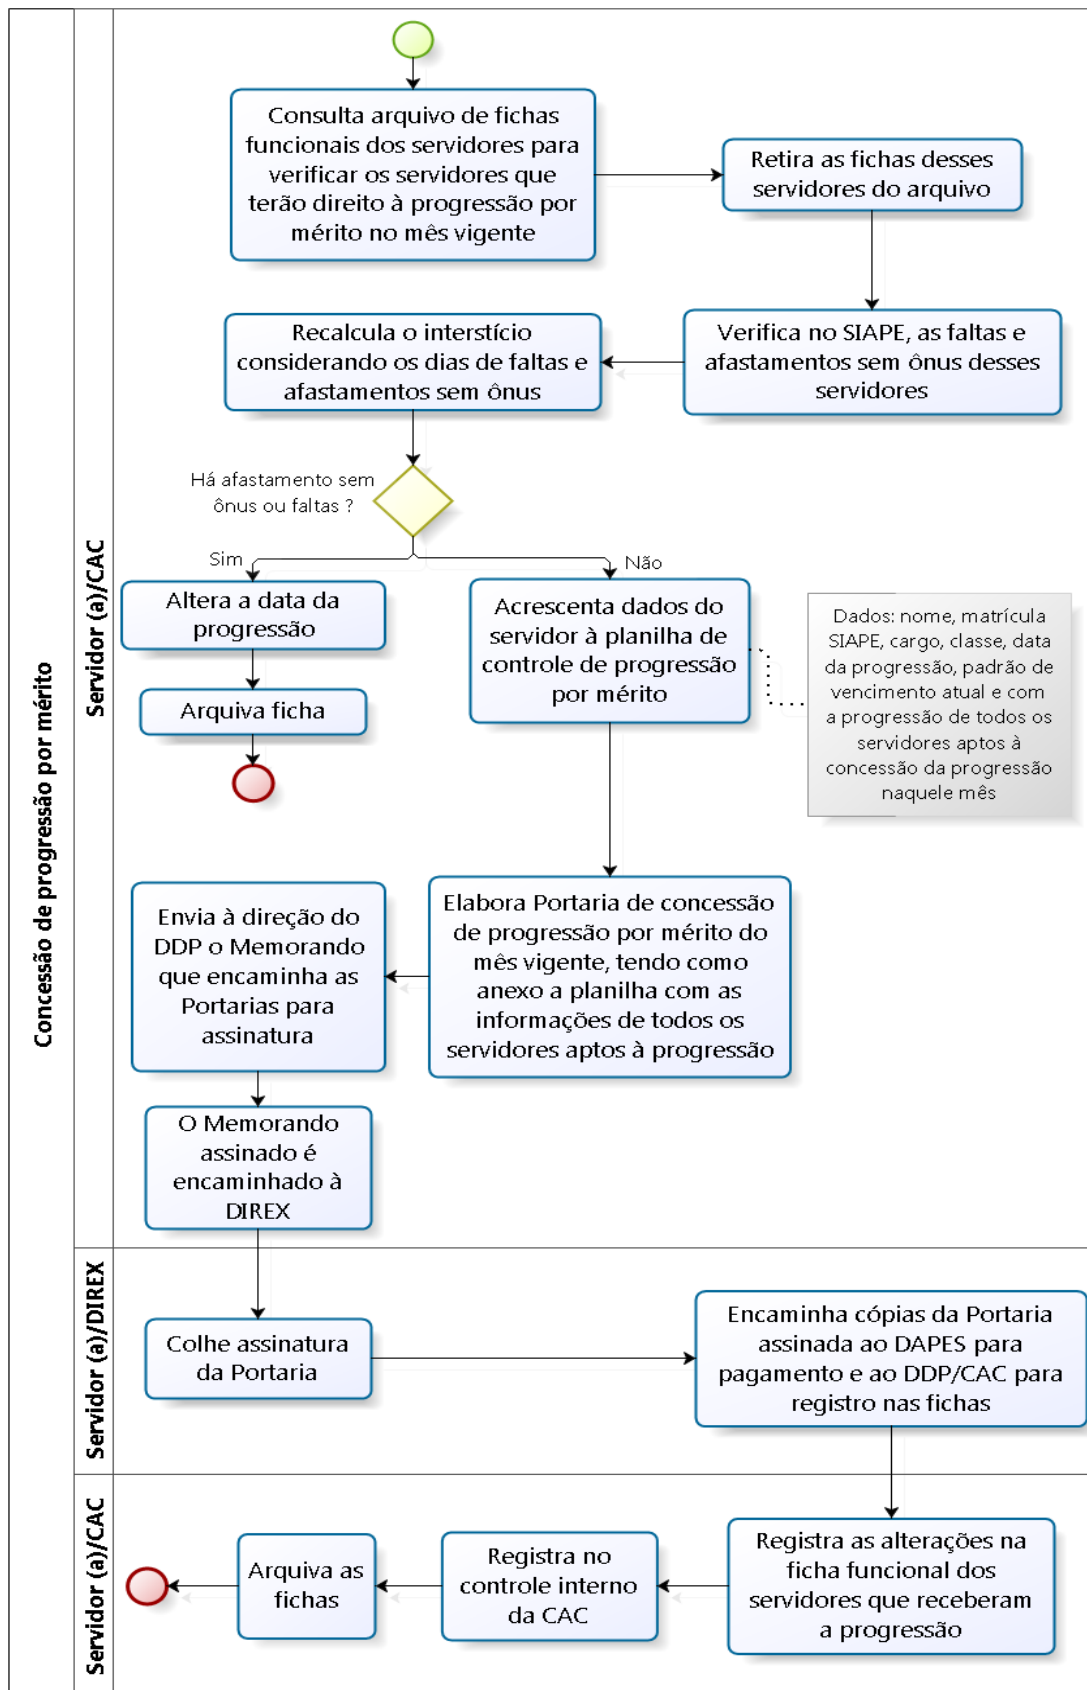 Concessão de progressão por mérito
Servidor (a)/CAC
Consulta arquivo de fichas
funcionais dos servidores para
verificar os servidores que
terão direito à progressão por
mérito no mês vigente
Retira as fichas desses
servidores do arquivo
Verifica no SIAPE, as faltas e
afastamentos sem ônus desses
servidores
Recalcula o interstício
considerando os dias de faltas e
afastamentos sem ônus
Há afastamento sem
ônus ou faltas ?
Sim
Não
Altera a data da
progressão
Arquiva ficha
Acrescenta dados do
servidor à planilha de
controle de progressão
por mérito
Dados: nome, matrícula
SIAPE, cargo, classe, data
da progressão, padrão de
vencimento atual e com
a progressão de todos os
servidores aptos à
concessão da progressão
naquele mês
Elabora Portaria de concessão
de progressão por mérito do
mês vigente, tendo como
anexo a planilha com as
informações de todos os
servidores aptos à progressão
Envia à direção do
DDP o Memorando
que encaminha as
Portarias para
assinatura
O Memorando
assinado é
encaminhado à
DIREX
Servidor (a)/DIREX
Colhe assinatura
da Portaria
Encaminha cópias da Portaria
assinada ao DAPES para
pagamento e ao DDP/CAC para
registro nas fichas
Servidor (a)/CAC
Registra as alterações na
ficha funcional dos
servidores que receberam
a progressão
Registra no
controle interno
da CAC
Arquiva as
fichas